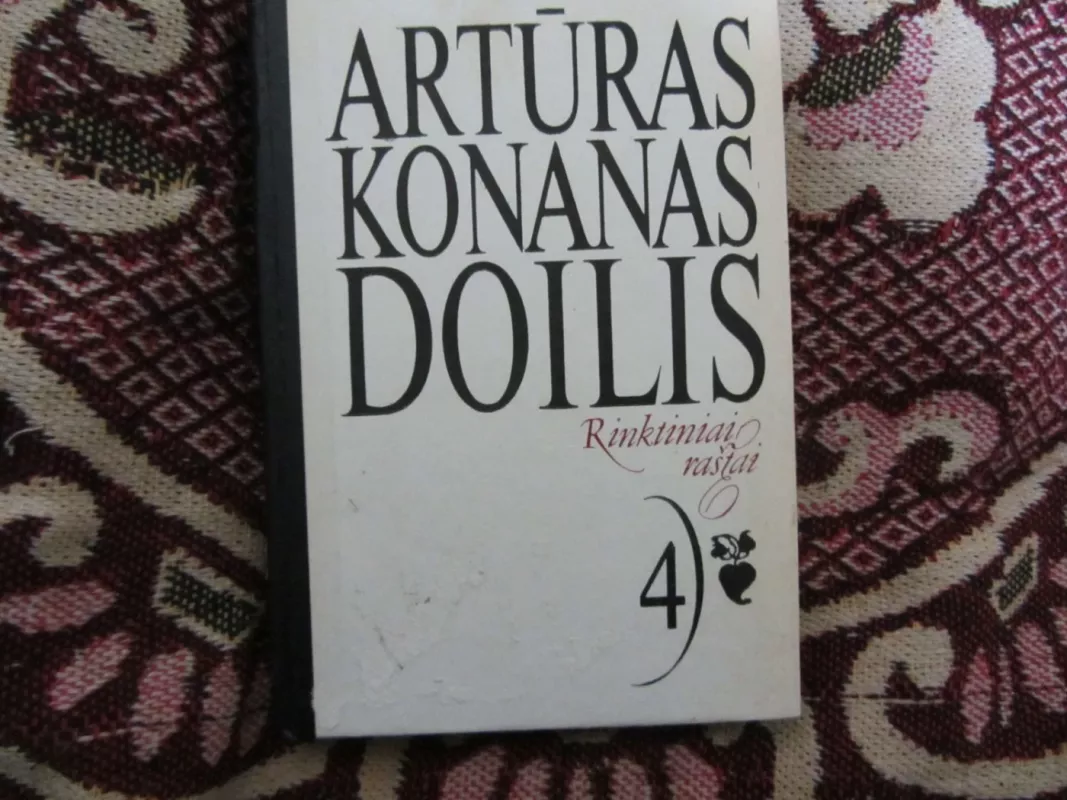 ARTŪRAS
KONANAS
DOILIS
Rinktiniai
raštai
4)